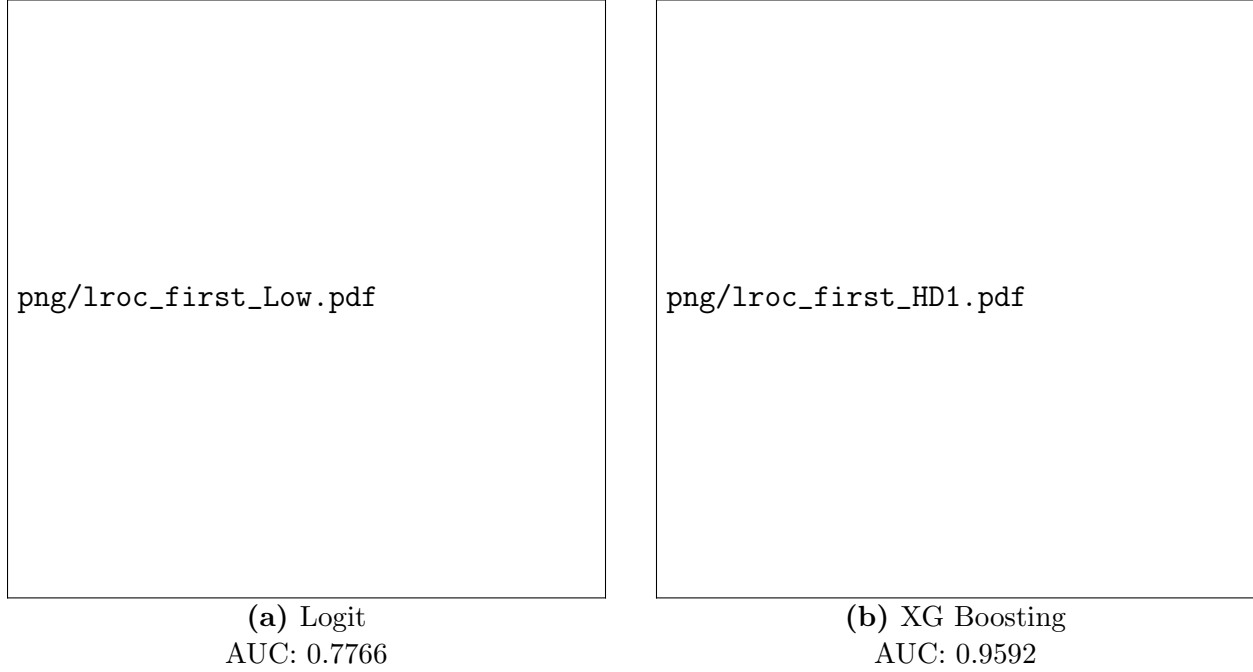 png/lroc_first_Low.pdf
(a) Logit
AUC: 0.7766
png/lroc_first_HD1.pdf
(b) XG Boosting
AUC: 0.9592